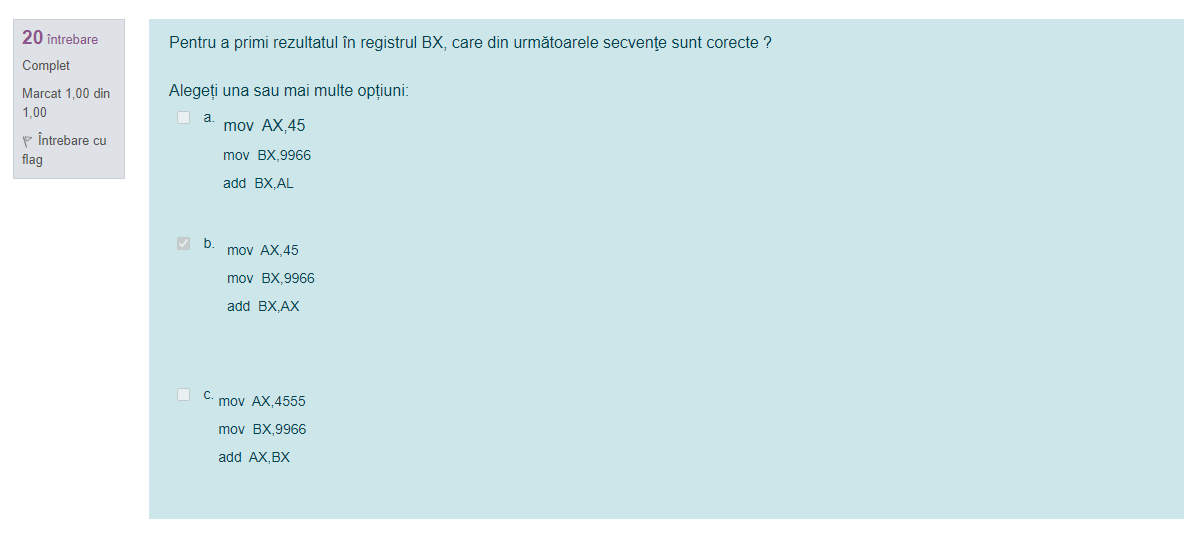 20 întrebare
Complet
Marcat 1,00 din
1,00
Întrebare cu
flag
Pentru a primi rezultatul în registrul BX, care din următoarele secvenţe sunt corecte ?
Alegeți una sau mai multe opțiuni:
a. mov AX,45
mov BX,9966
add BX,AL
b. mov AX,45
mov BX,9966
add BX,AX
c. mov AX,4555
mov BX,9966
add AX,BX